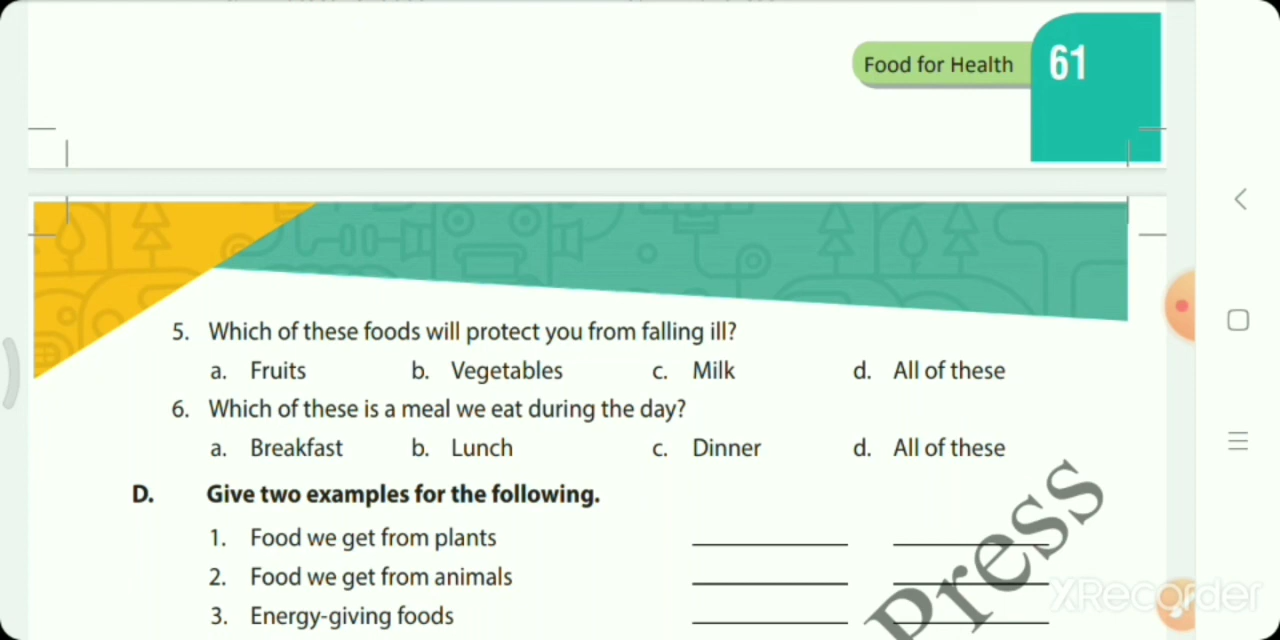 Food for Health 61
5. Which of these foods will protect you from falling ill?
a. Fruits b. Vegetables c. Milk d. All of these
6. Which of these is a meal we eat during the day?
a. Breakfast b. Lunch c. Dinner d. All of these
D. Give two examples for the following.
1. Food we get from plants
2. Food we get from animals
3. Energy-giving foods
Press
XRecorder